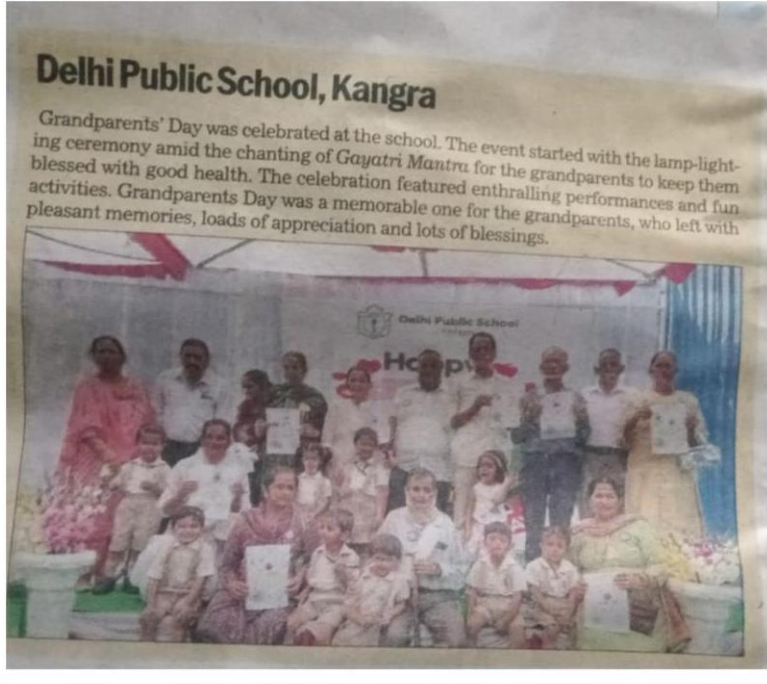 Delhi Public School, Kangra
Grandparents' Day was celebrated at the school. The event started with the lamp-light-
ing ceremony amid the chanting of Gayatri Mantra for the grandparents to keep them
blessed with good health. The celebration featured enthralling performances and fun
activities. Grandparents Day was a memorable one for the grandparents, who left with
pleasant memories, loads of appreciation and lots of blessings.
Delhi Public School
Happy